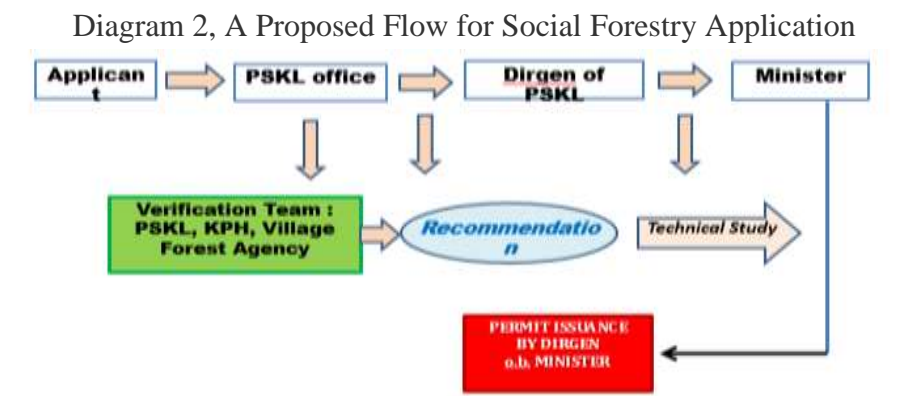 Diagram 2, A Proposed Flow for Social Forestry Application
Applican
t
PSKL office
Dirgen of
PSKL
Minister
Verification Team :
PSKL, KPH, Village
Forest Agency
Recommendatio
n
Technical Study
PERMIT ISSUANCE
BY DIRGEN
o.b. MINISTER